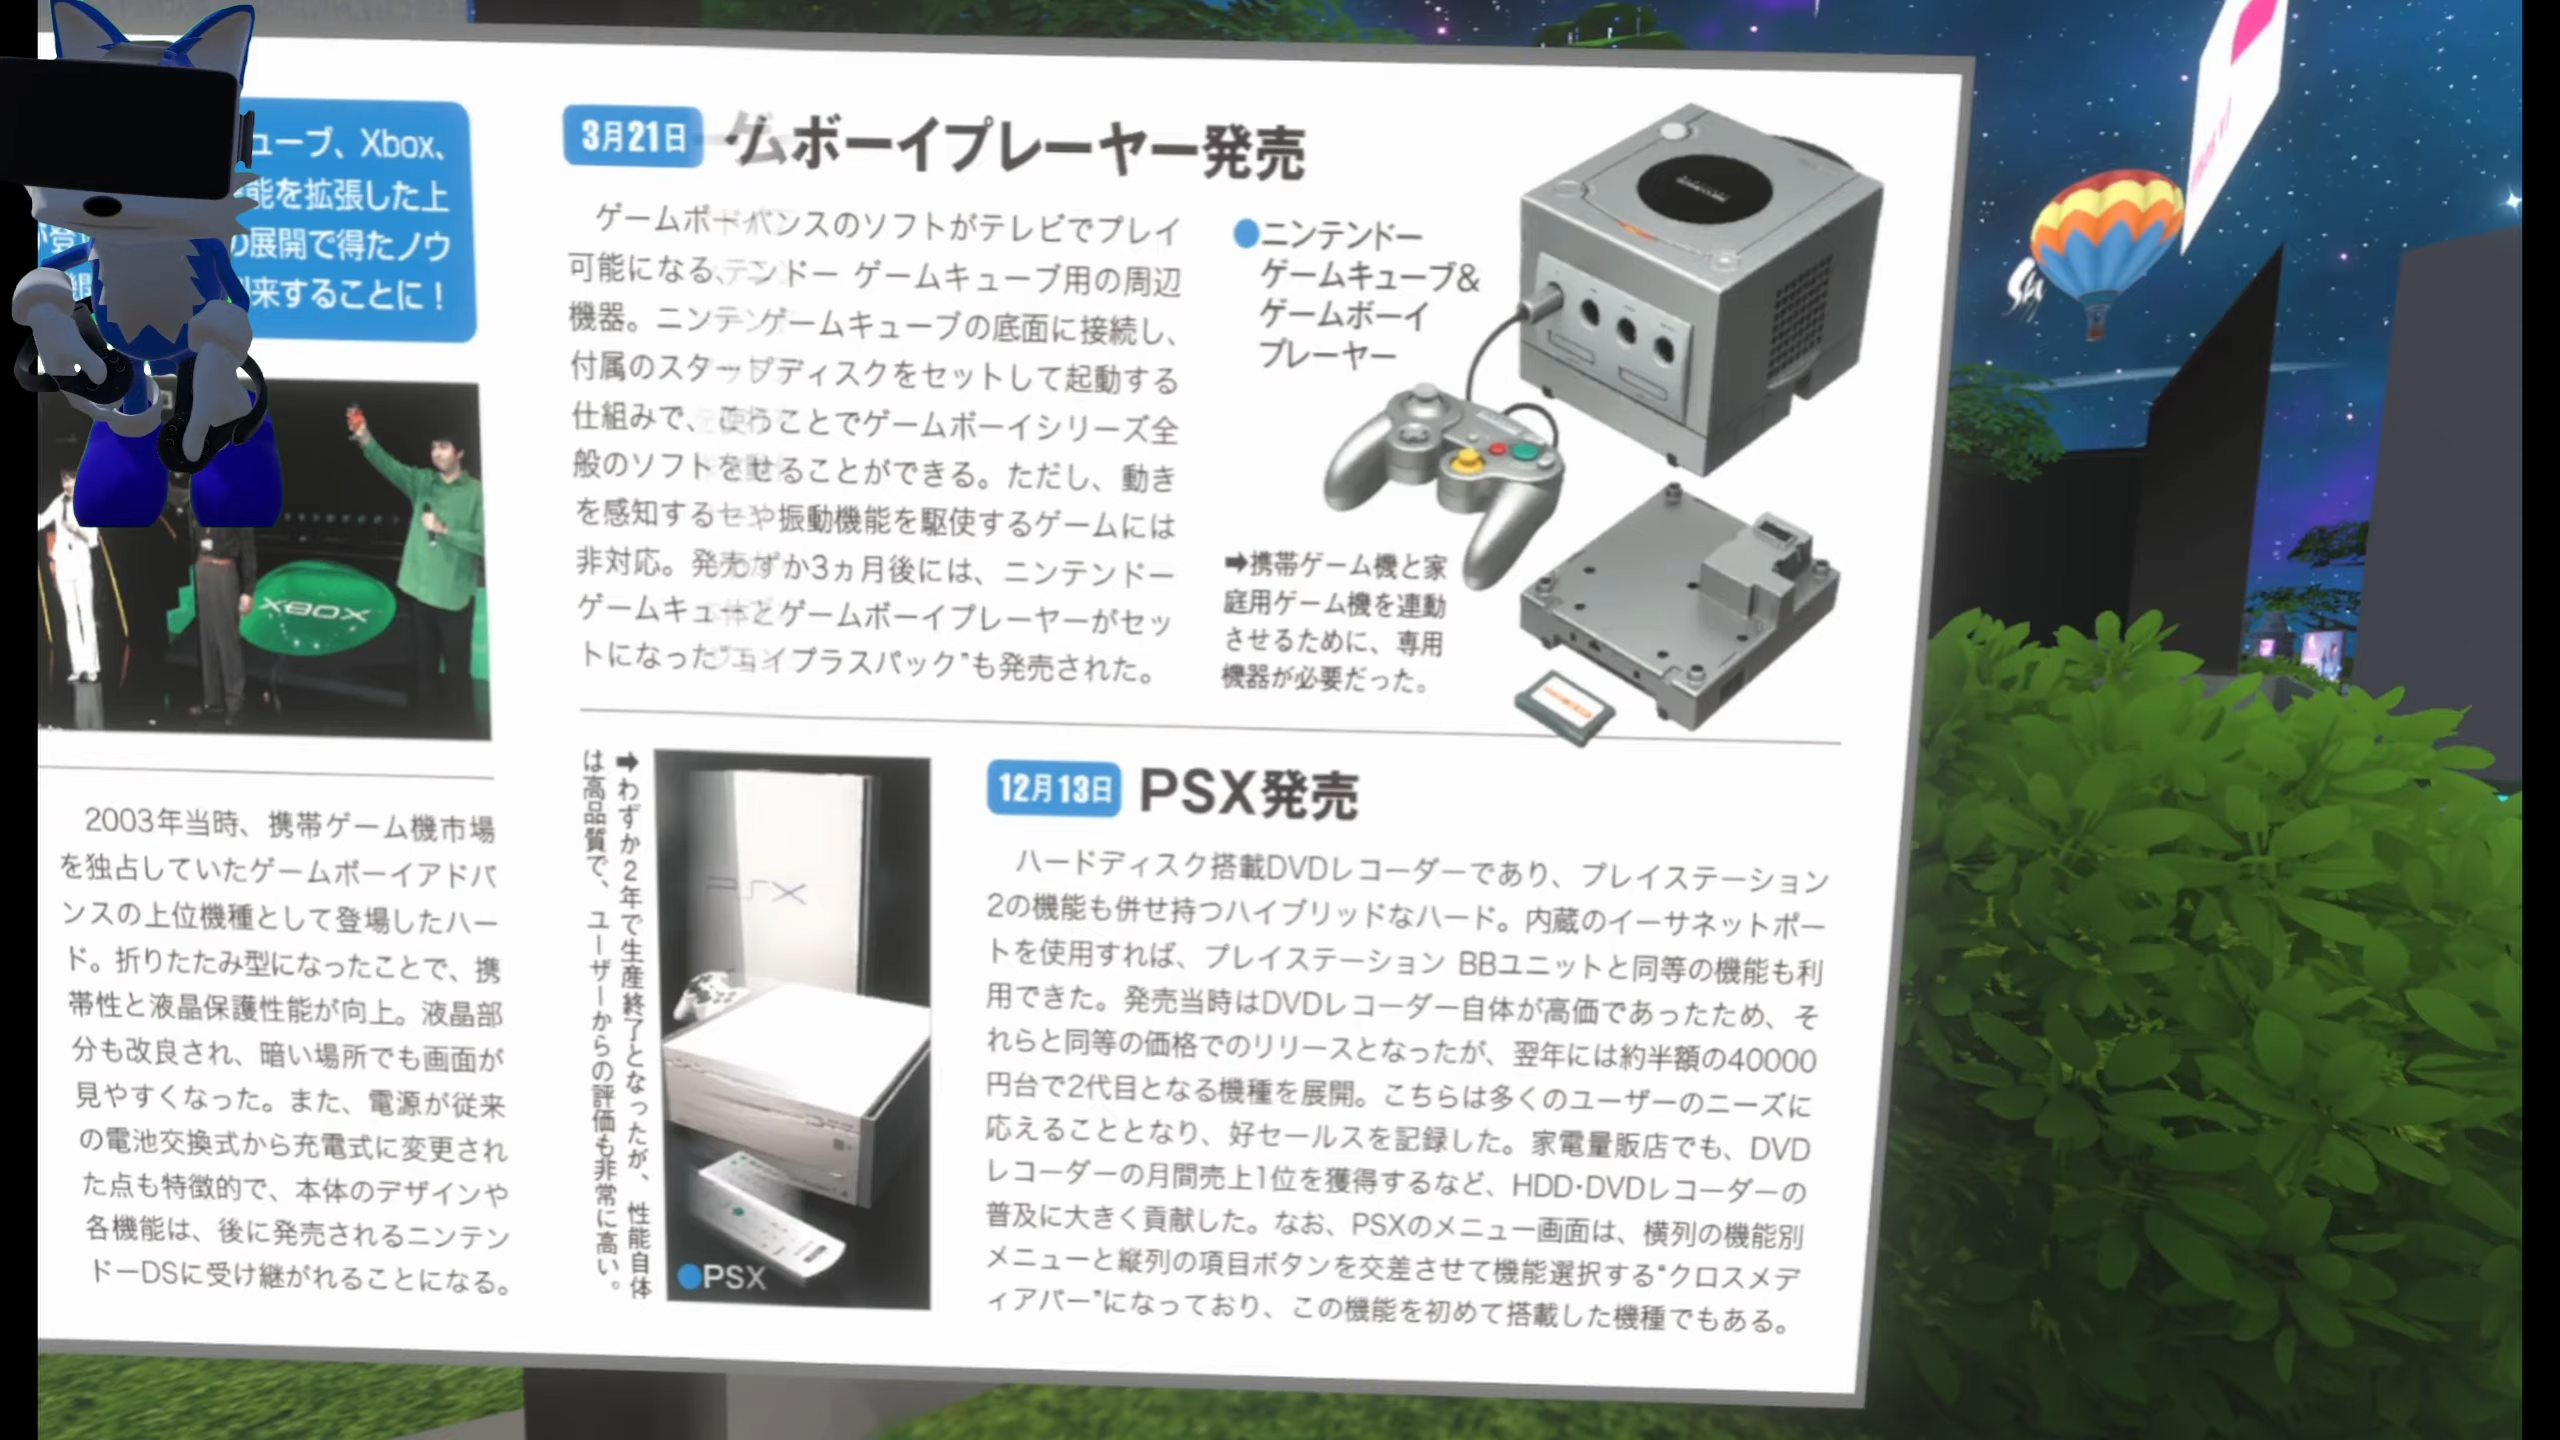 ューブ、Xbox、
能を拡張した上
の展開で得たノウ
来することに!
XBOX
2003年当時、携帯ゲーム機市場
を独占していたゲームボーイアドバ
ンスの上位機種として登場したハー
ド。折りたたみ型になったことで、携
帯性と液晶保護性能が向上。液晶部
分も改良され、暗い場所でも画面が
見やすくなった。また、電源が従来
の電池交換式から充電式に変更され
た点も特徴的で、本体のデザインや
各機能は、後に発売されるニンテン
ドーDSに受け継がれることになる。
3月21日
ムボーイプレーヤー発売
ゲームボ バンスのソフトがテレビでプレイ
可能になる、テンドー ゲームキューブ用の周辺
機器。ニンテンゲームキューブの底面に接続し、
付属のスタ ップディスクをセットして起動する
仕組みで、 使うことでゲームボーイシリーズ全
般のソフトを せることができる。ただし、動き
を感知するセ や振動機能を駆使するゲームには
非対応。発売 ずか3ヵ月後には、ニンテンドー
ゲームキュー 体とゲームボーイプレーヤーがセッ
トになった" ョイプラスパック"も発売された。
●ニンテンドー
ゲームキューブ&
ゲームボーイ
プレーヤー
➡携帯ゲーム機と家
庭用ゲーム機を連動
させるために、専用
機器が必要だった。
➡わずか2年で生産終了となったが、性能自体
は高品質で、ユーザーからの評価も非常に高い。
PSX
●PSX
12月13日
PSX発売
ハードディスク搭載DVDレコーダーであり、プレイステーション
2の機能も併せ持つハイブリッドなハード。内蔵のイーサネットポー
トを使用すれば、プレイステーション BBユニットと同等の機能も利
用できた。発売当時はDVDレコーダー自体が高価であったため、そ
れらと同等の価格でのリリースとなったが、翌年には約半額の40000
円台で2代目となる機種を展開。こちらは多くのユーザーのニーズに
応えることとなり、好セールスを記録した。家電量販店でも、DVD
レコーダーの月間売上1位を獲得するなど、HDD・DVDレコーダーの
普及に大きく貢献した。なお、PSXのメニュー画面は、横列の機能別
メニューと縦列の項目ボタンを交差させて機能選択する"クロスメデ
ィアバー"になっており、この機能を初めて搭載した機種でもある。